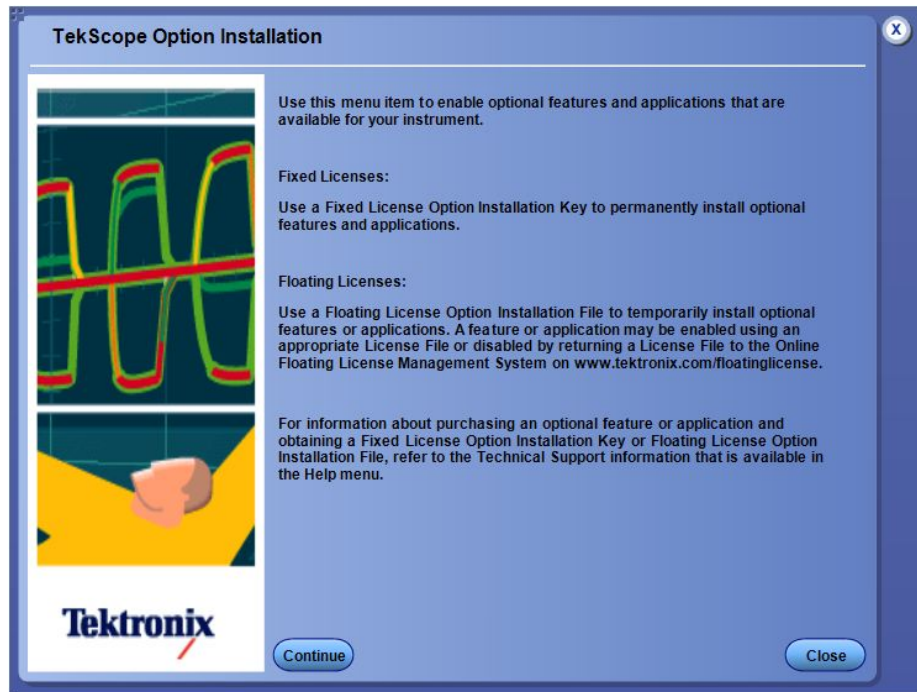 TekScope Option Installation
X
Use this menu item to enable optional features and applications that are
available for your instrument.
Fixed Licenses:
Use a Fixed License Option Installation Key to permanently install optional
features and applications.
Floating Licenses:
Use a Floating License Option Installation File to temporarily install optional
features or applications. A feature or application may be enabled using an
appropriate License File or disabled by returning a License File to the Online
Floating License Management System on www.tektronix.com/floatinglicense.
For information about purchasing an optional feature or application and
obtaining a Fixed License Option Installation Key or Floating License Option
Installation File, refer to the Technical Support information that is available in
the Help menu.
Tektronix
Continue
Close